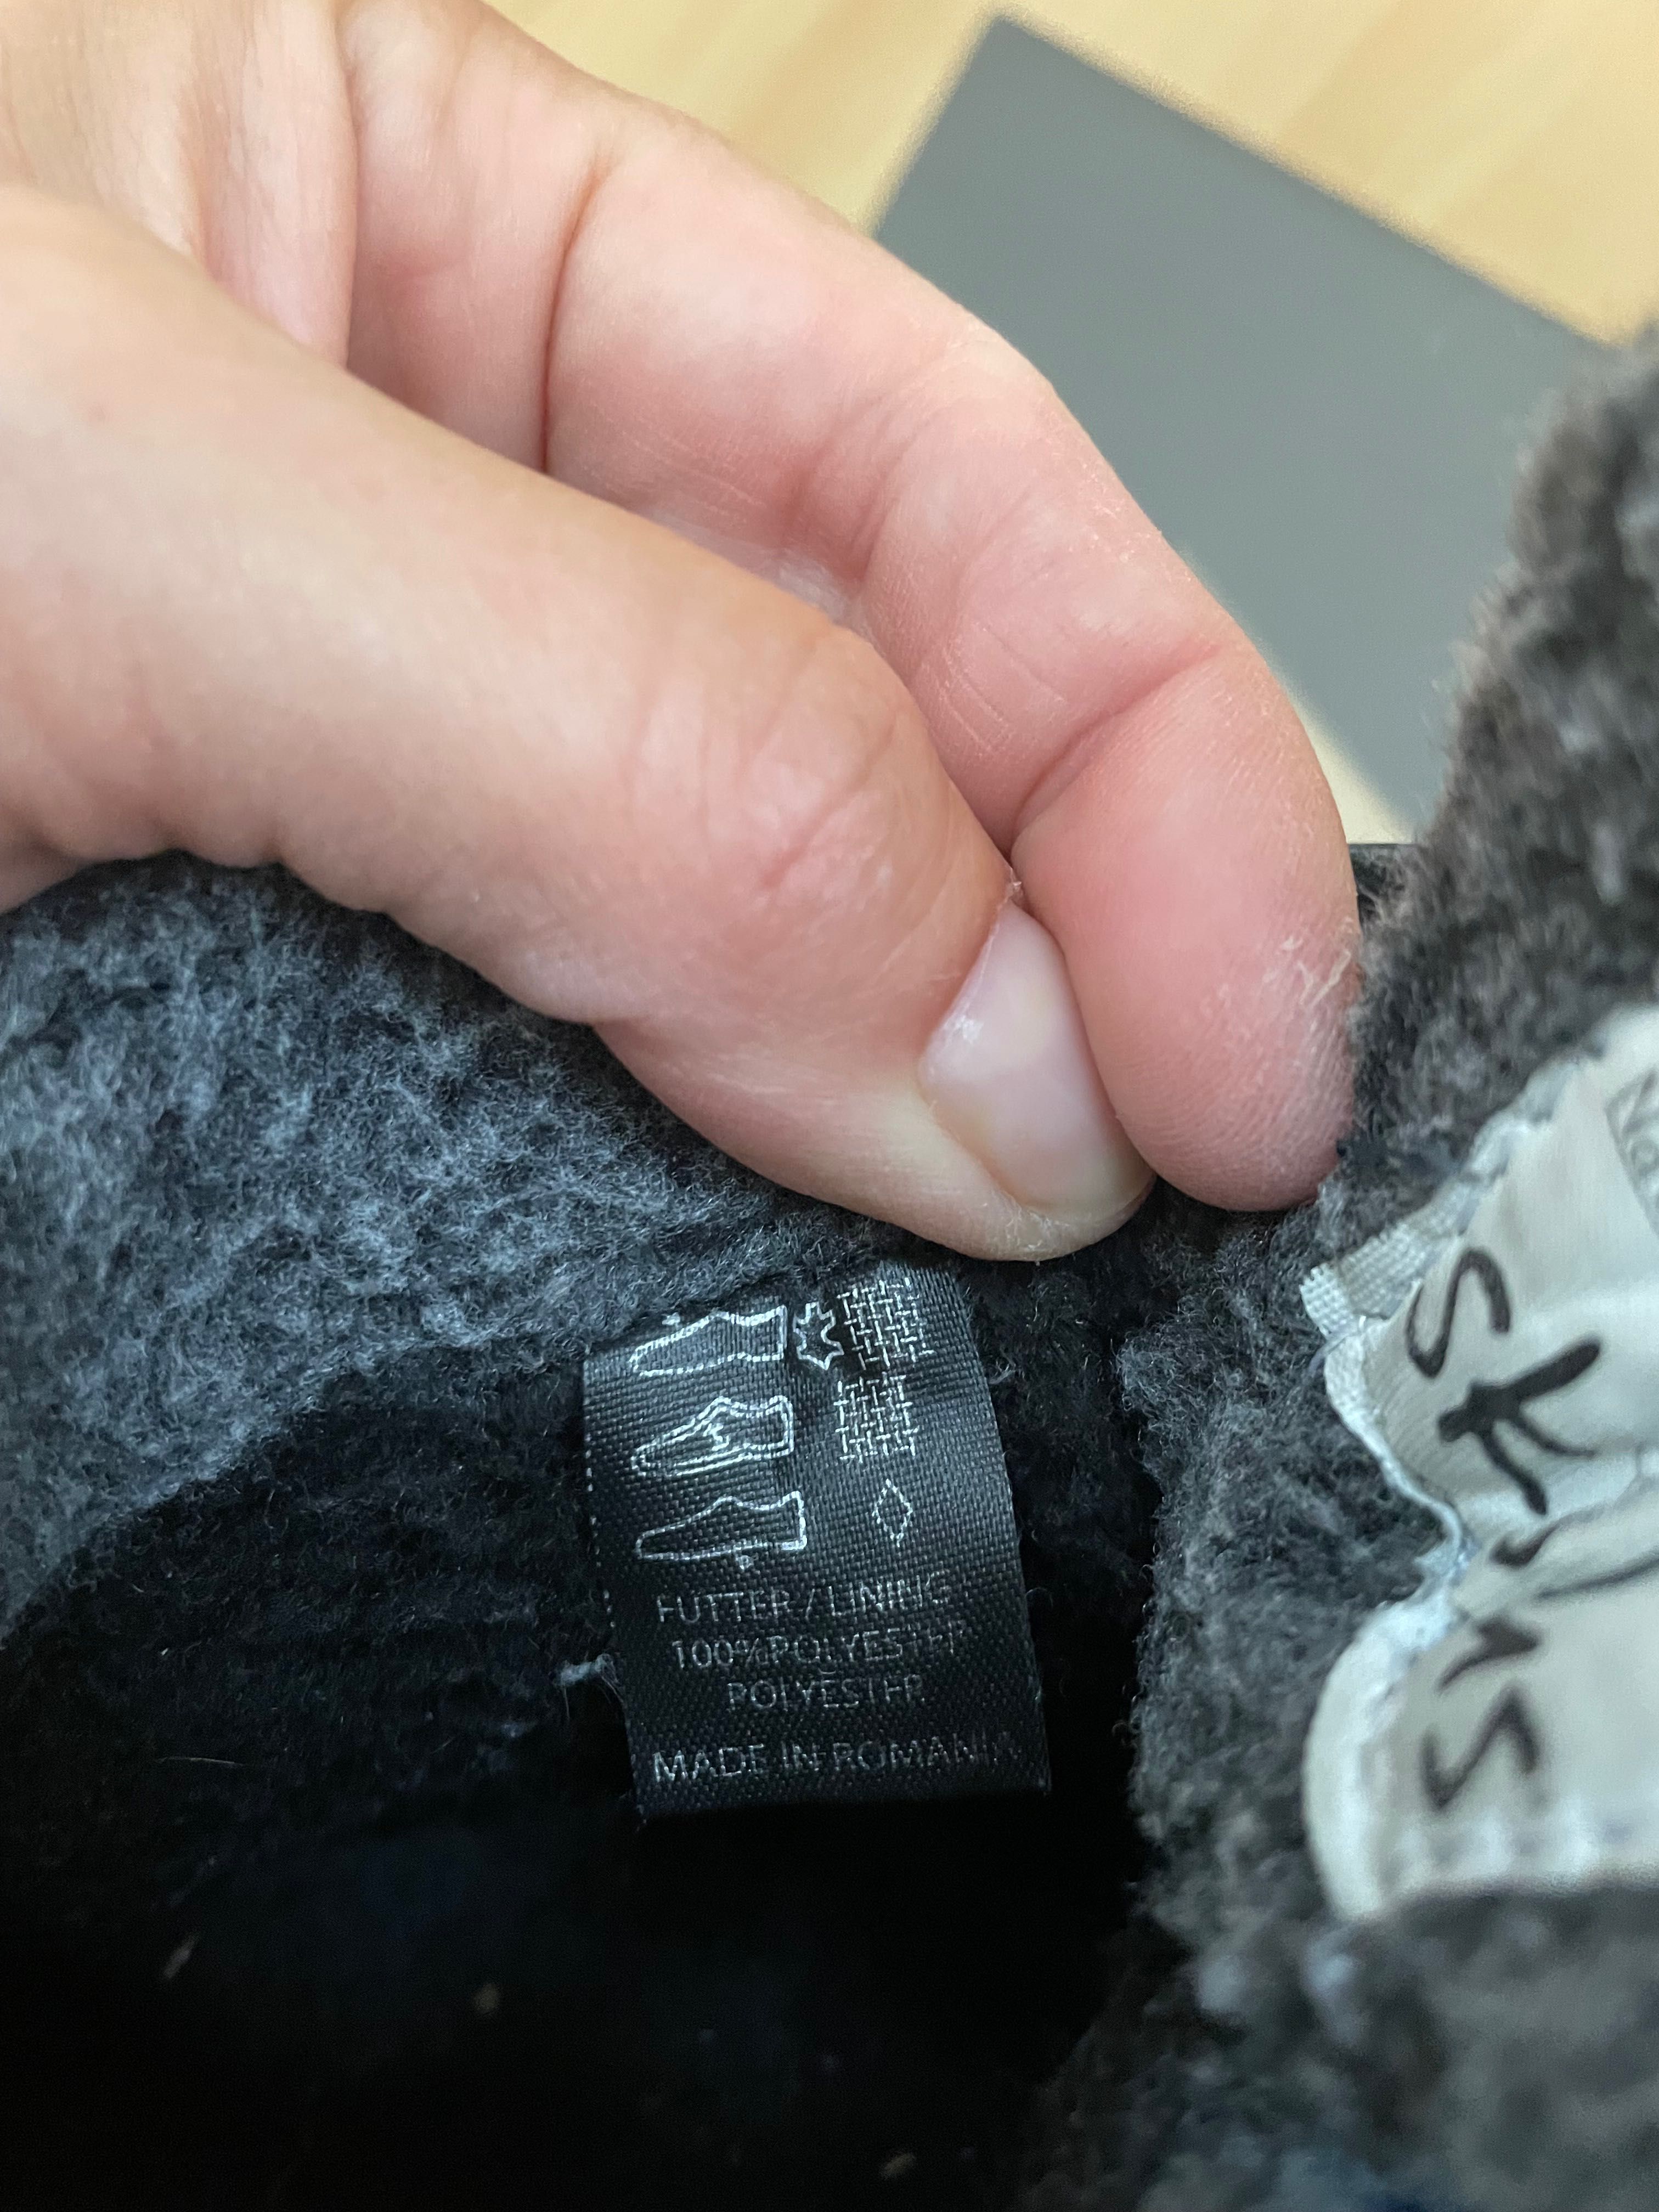 FUTTER / LINING
100% POLYESTER
POLYESTER
MADE IN ROMANIA